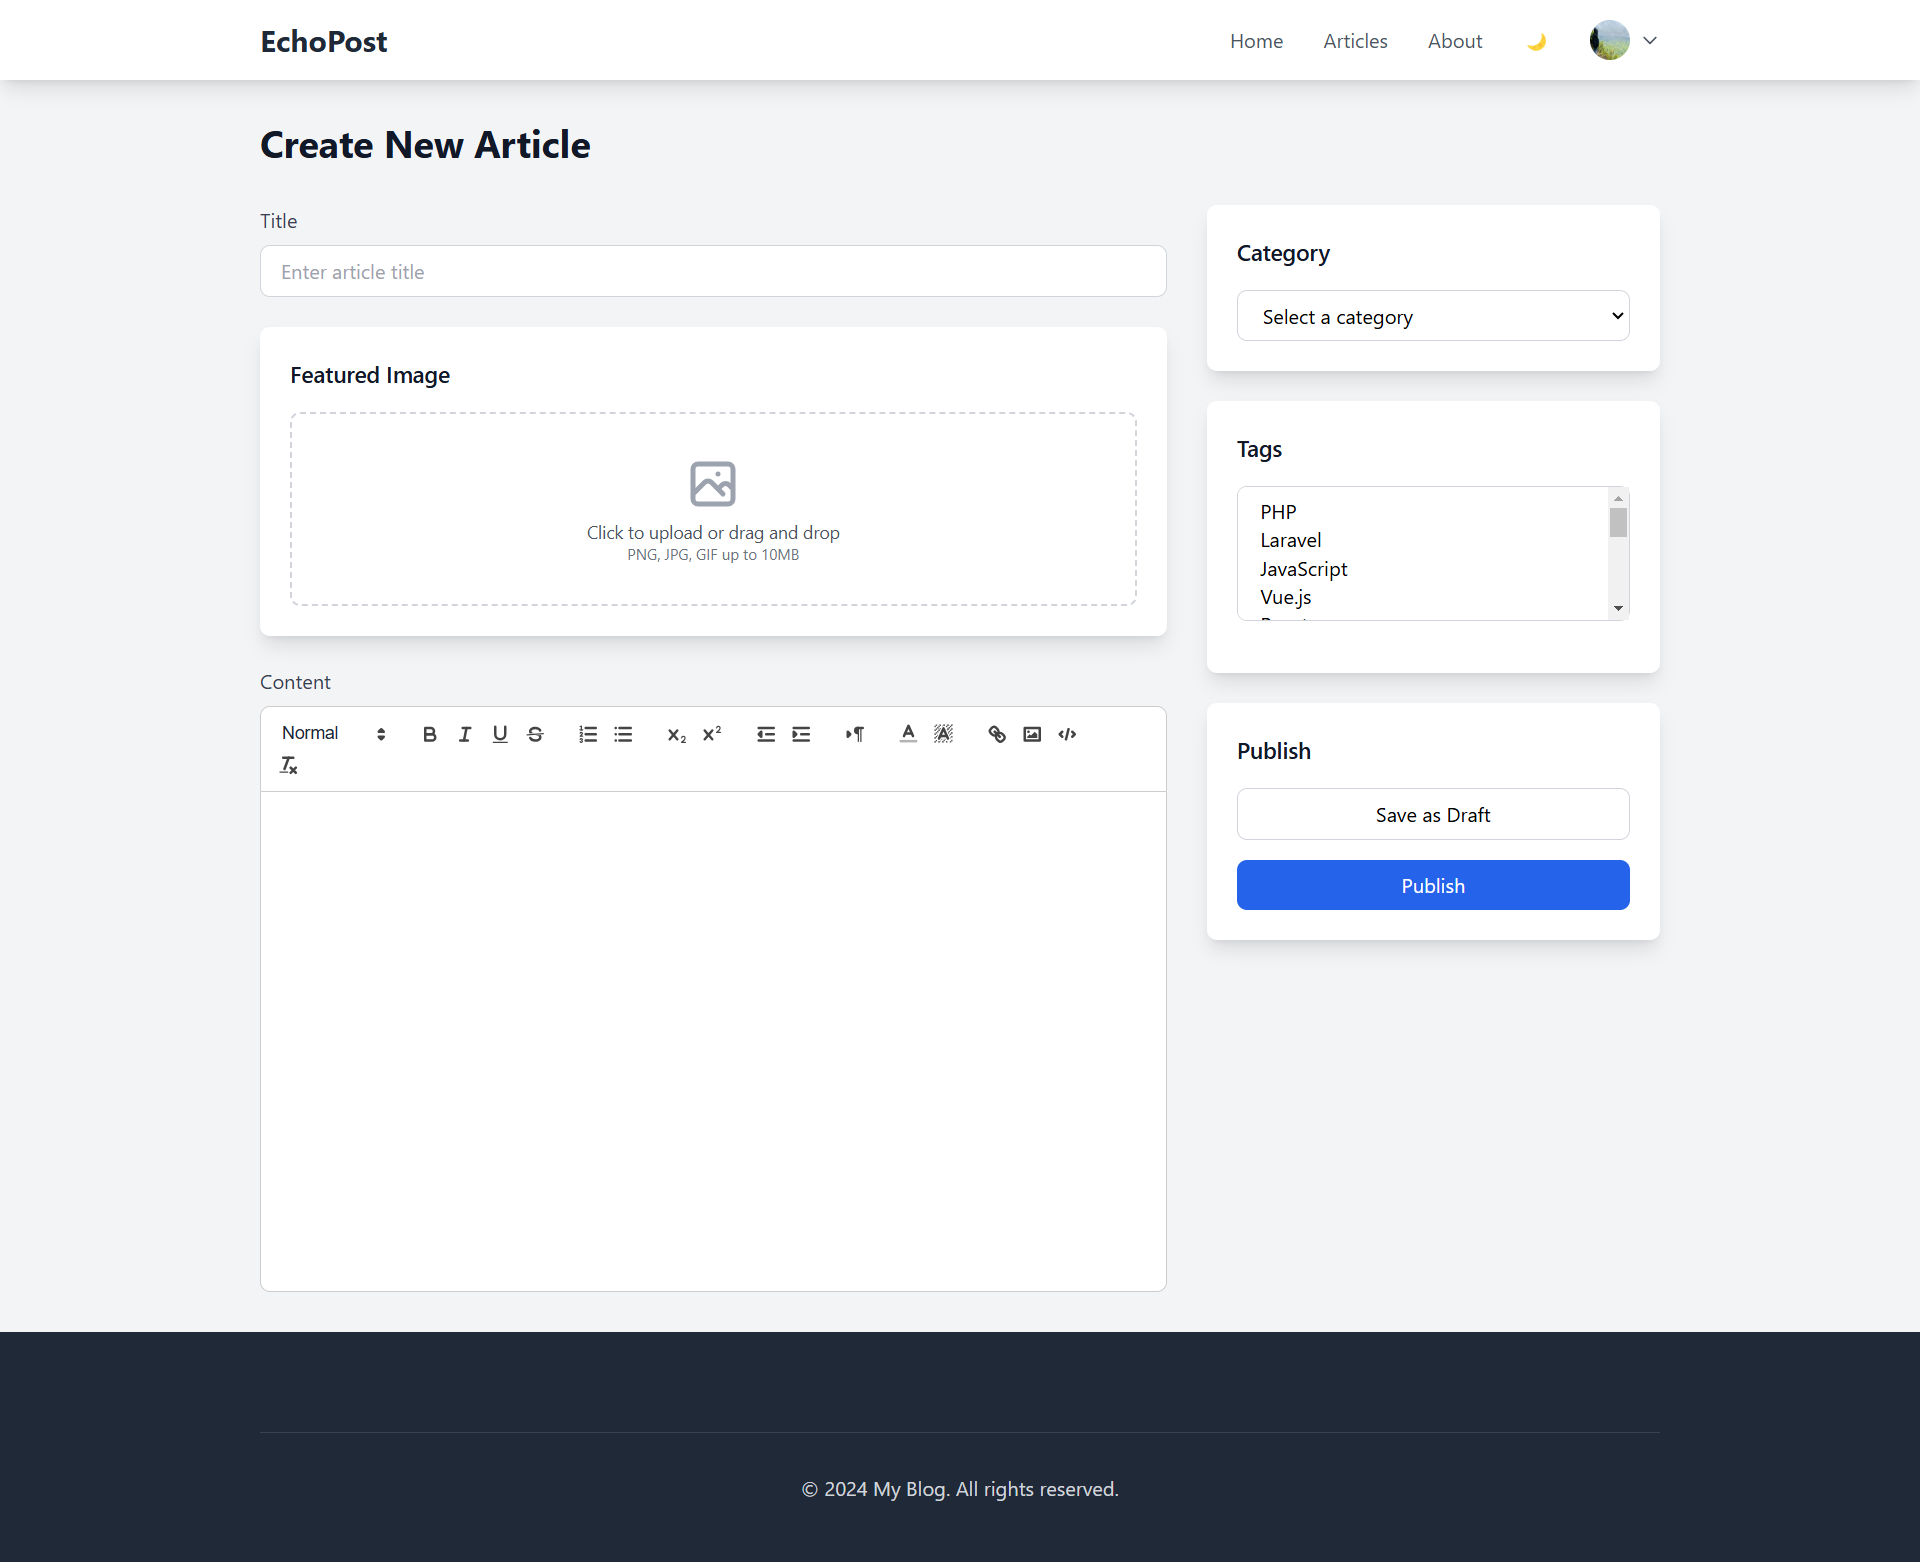 EchoPost
Home
Articles
About
Create New Article
Title
Enter article title
Featured Image
Click to upload or drag and drop
PNG, JPG, GIF up to 10MB
Content
Normal
Category
Select a category
Tags
PHP
Laravel
JavaScript
Vue.js
Publish
Save as Draft
Publish
© 2024 My Blog. All rights reserved.